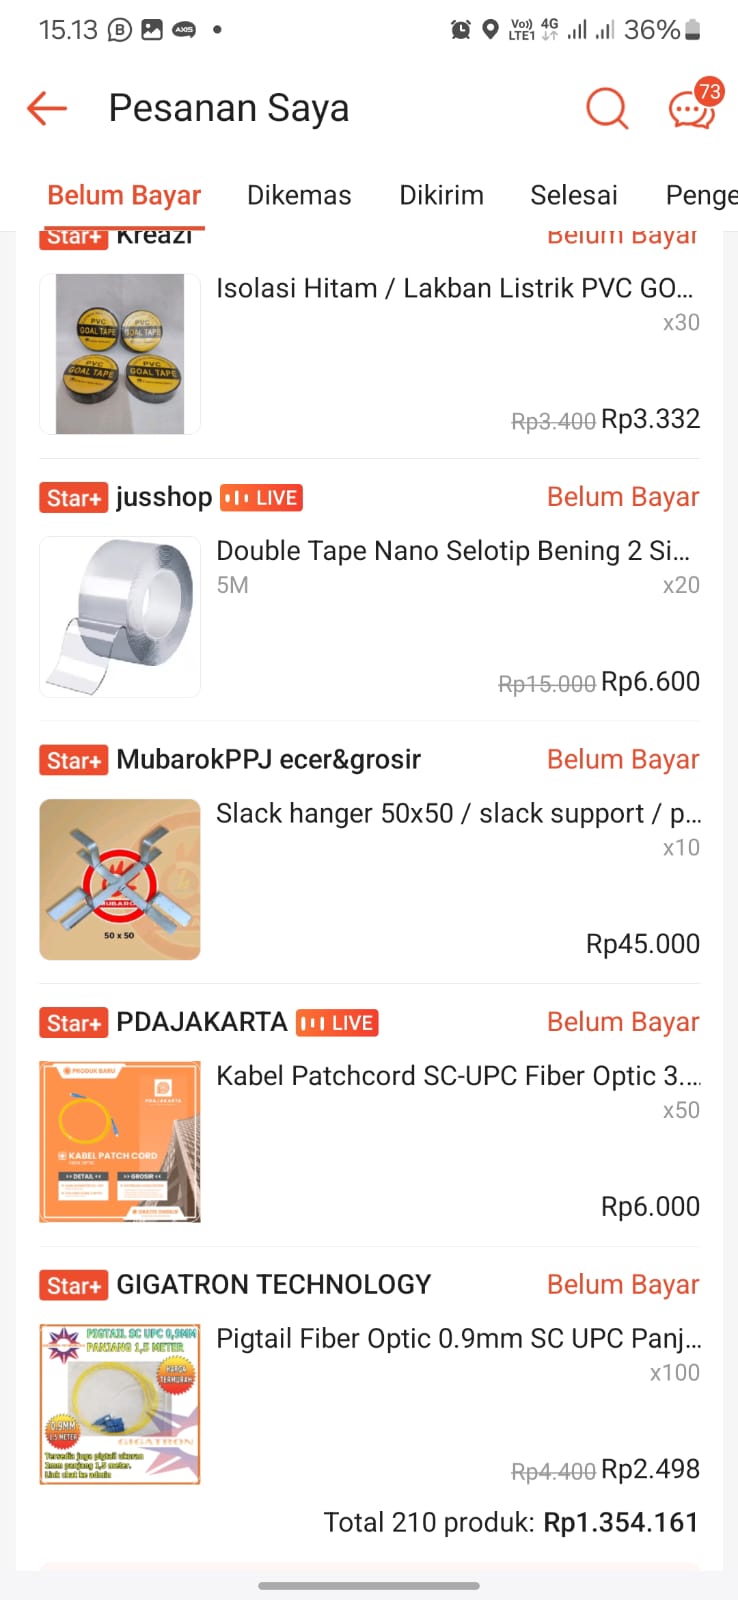 15.13
Vo)) 4G
LTE1
36%
Pesanan Saya
73
Belum Bayar Dikemas Dikirim Selesai Penge
Star+ Kreazi Belum Bayar
Isolasi Hitam / Lakban Listrik PVC GO...
x30
PVC
GOAL TAPE
PVC
GOAL TAPE
PVC
GOAL TAPE
PVC
GOAL TAPE
Rp3.400 Rp3.332
Star+ jusshop LIVE Belum Bayar
Double Tape Nano Selotip Bening 2 Si...
5M x20
Rp15.000 Rp6.600
Star+ MubarokPPJ ecer&grosir Belum Bayar
Slack hanger 50x50 / slack support / p...
x10
50 x 50
Rp45.000
Star+ PDAJAKARTA LIVE Belum Bayar
Kabel Patchcord SC-UPC Fiber Optic 3....
x50
PRODUK BARU
PDAJAKARTA
KABEL PATCH CORD
DETAIL
GROSIR
Rp6.000
Star+ GIGATRON TECHNOLOGY Belum Bayar
Pigtail Fiber Optic 0.9mm SC UPC Panj...
x100
PIGTAIL SC UPC 0,9MM
PANJANG 1,5 METER
HARGA
TERMURAH
0.9MM
1.5 METER
GIGATRON
Tersedia juga pigtail ukuran
2mm panjang 1,5 meter.
Link chat ke admin
Rp4.400 Rp2.498
Total 210 produk: Rp1.354.161